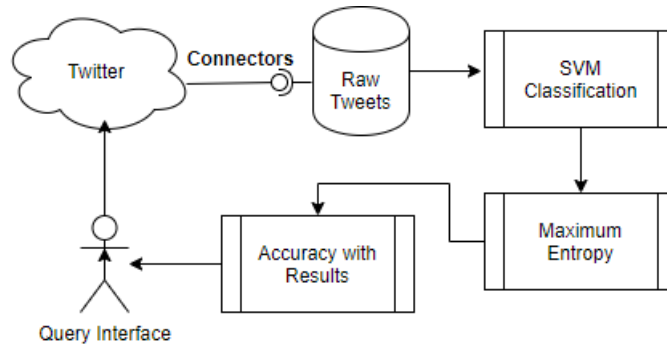 Connectors
Twitter
Raw
Tweets
SVM
Classification
Maximum
Entropy
Accuracy with
Results
Query Interface